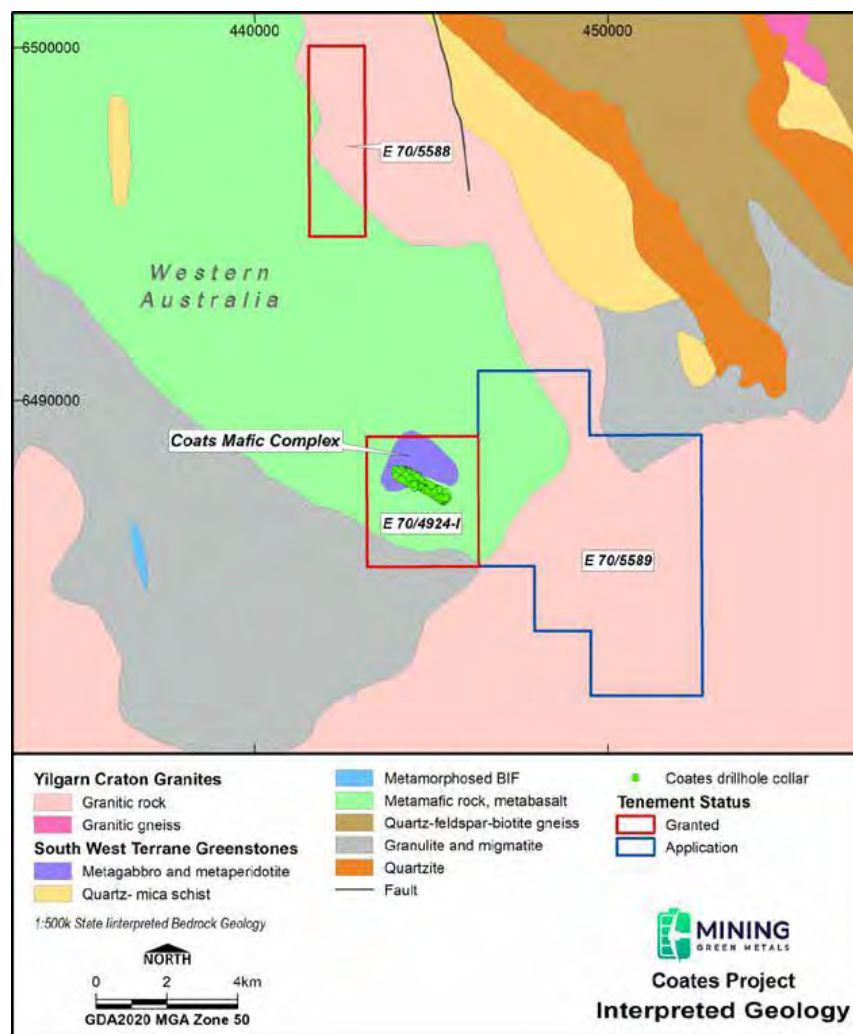 440000
450000
6500000
E 70/5588
Western
Australia
6490000
Coats Mafic Complex
E 70/4924-I
E 70/5589
Yilgarn Craton Granites
Granitic rock
Granitic gneiss
South West Terrane Greenstones
Metagabbro and metaperidotite
Quartz- mica schist
1:500k State Iinterpreted Bedrock Geology
NORTH
0 2 4km
GDA2020 MGA Zone 50
Metamorphosed BIF
Metamafic rock, metabasalt
Quartz-feldspar-biotite gneiss
Granulite and migmatite
Quartzite
Fault
Coates drillhole collar
Tenement Status
Granted
Application
MINING
GREEN METALS
Coates Project
Interpreted Geology